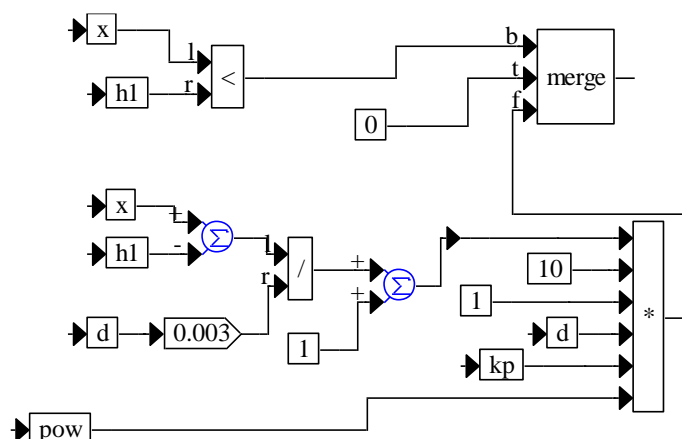 x
l
h1
r
<
b
t
f
merge
0
x
+
h1
-
Σ
l
r
/
d
0.003
+
+
Σ
1
10
1
d
kp
*
pow